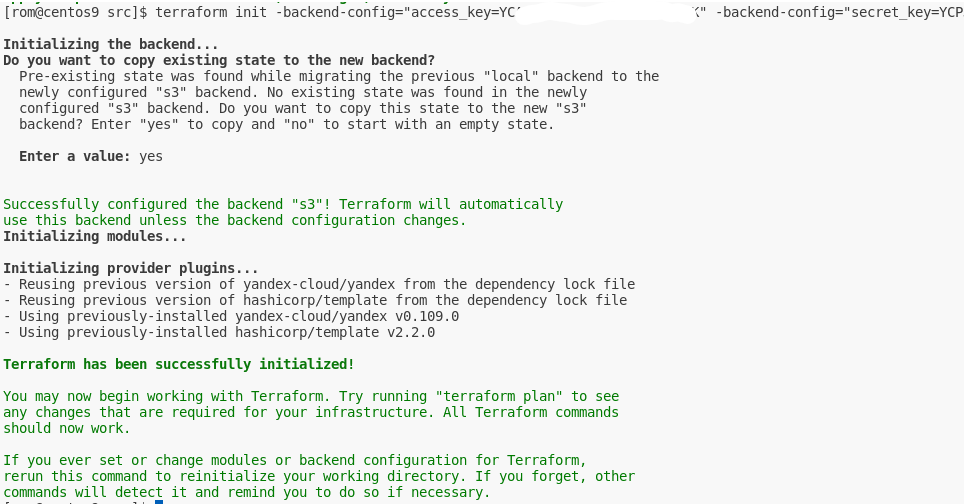 [rom@centos9 src]$ terraform init -backend-config="access_key=YC K" -backend-config="secret_key=YCP
Initializing the backend...
Do you want to copy existing state to the new backend?
Pre-existing state was found while migrating the previous "local" backend to the
newly configured "s3" backend. No existing state was found in the newly
configured "s3" backend. Do you want to copy this state to the new "s3"
backend? Enter "yes" to copy and "no" to start with an empty state.
Enter a value: yes
Successfully configured the backend "s3"! Terraform will automatically
use this backend unless the backend configuration changes.
Initializing modules...
Initializing provider plugins...
- Reusing previous version of yandex-cloud/yandex from the dependency lock file
- Reusing previous version of hashicorp/template from the dependency lock file
- Using previously-installed yandex-cloud/yandex v0.109.0
- Using previously-installed hashicorp/template v2.2.0
Terraform has been successfully initialized!
You may now begin working with Terraform. Try running "terraform plan" to see
any changes that are required for your infrastructure. All Terraform commands
should now work.
If you ever set or change modules or backend configuration for Terraform,
rerun this command to reinitialize your working directory. If you forget, other
commands will detect it and remind you to do so if necessary.